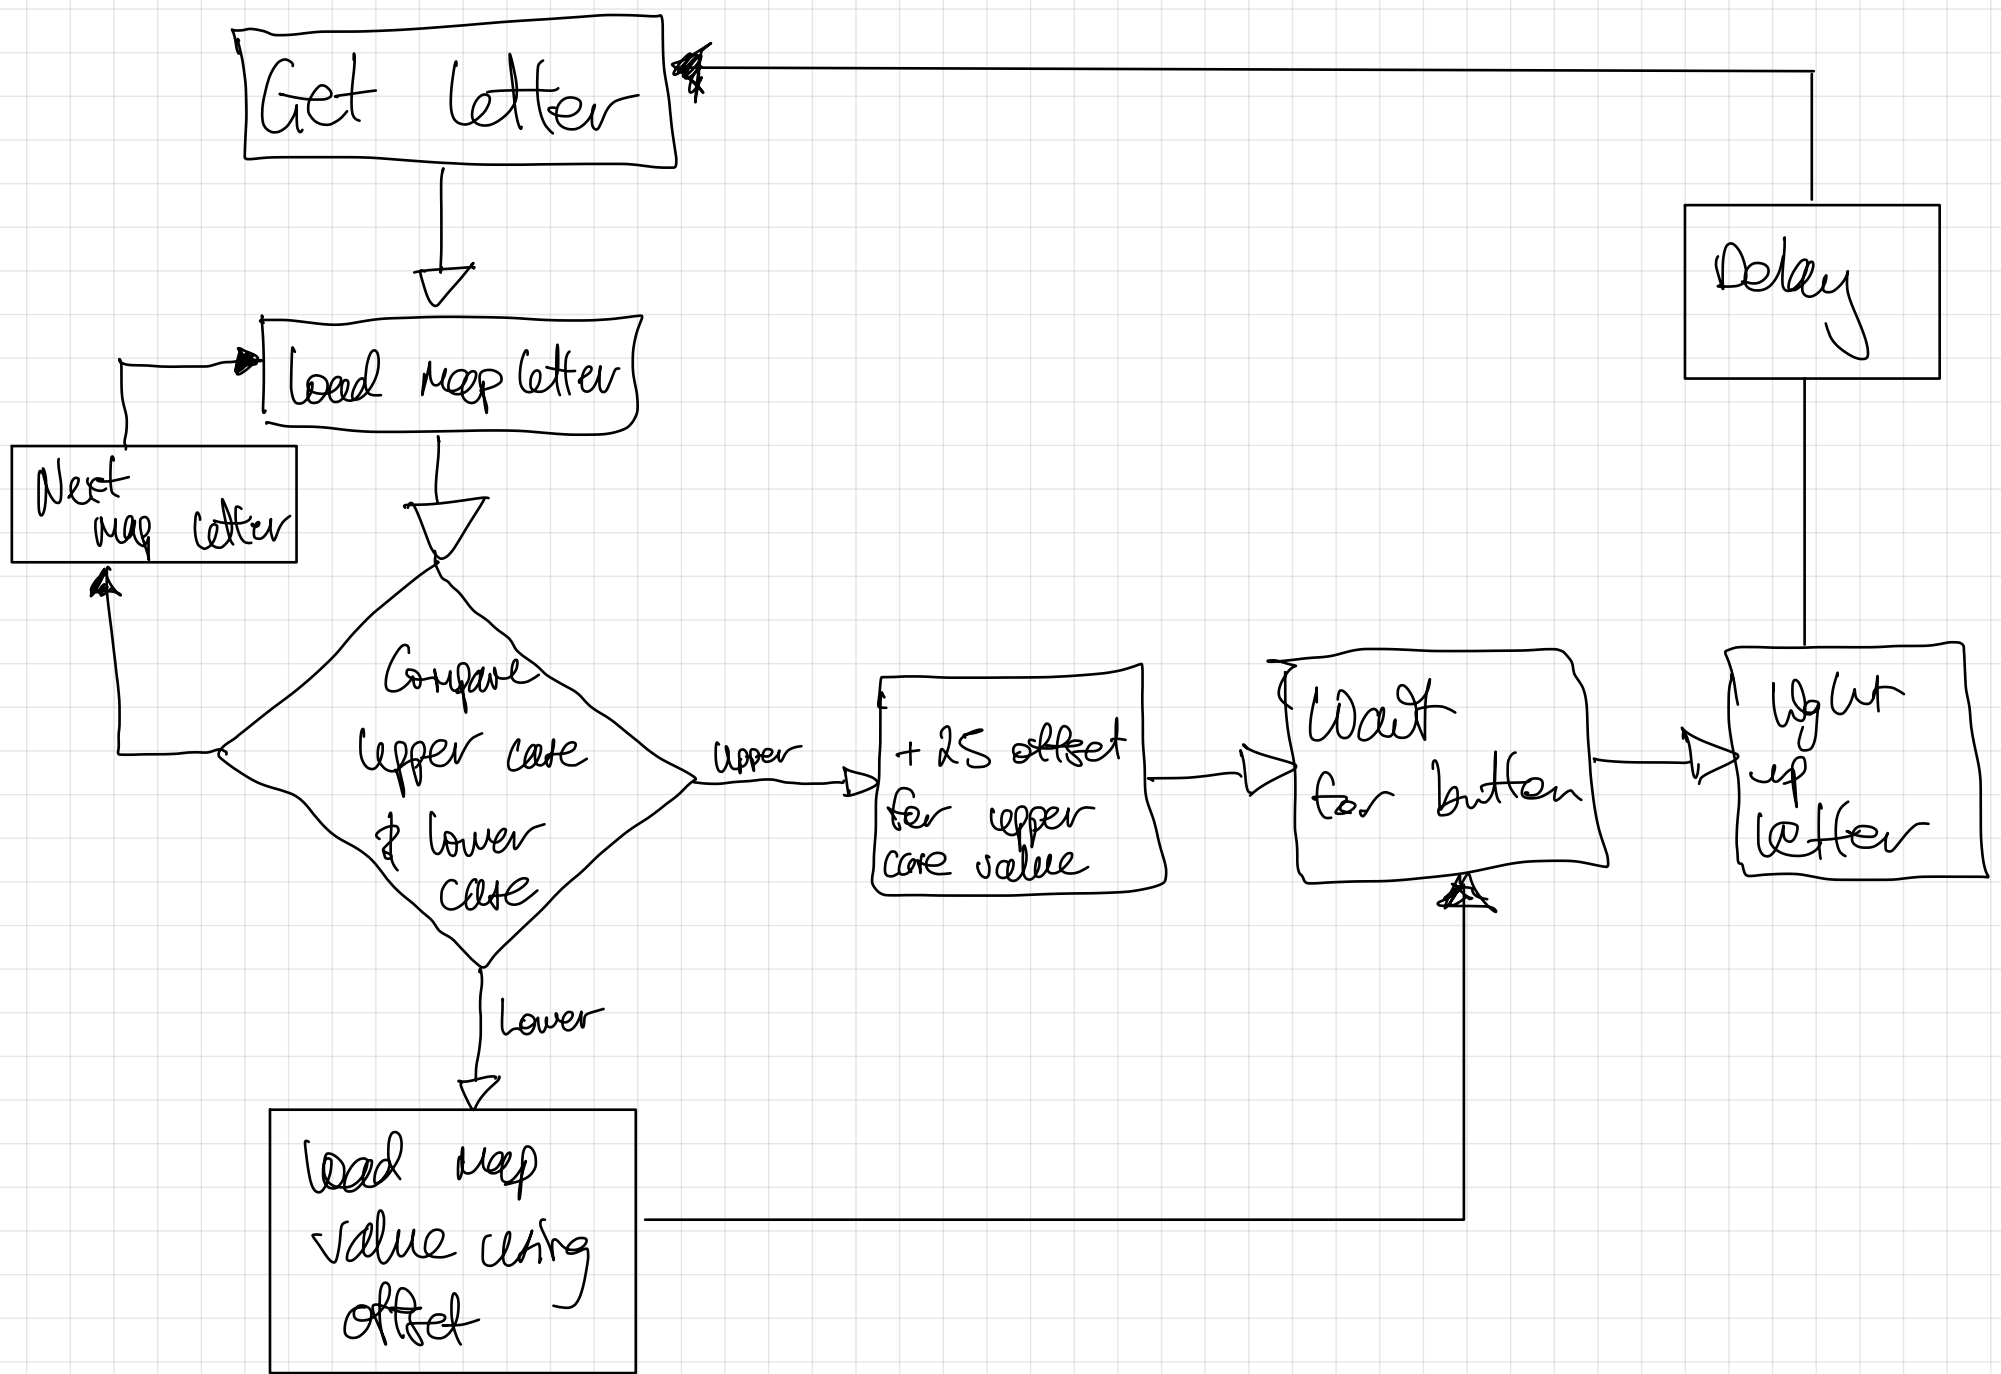 Get letter
Delay
Load map letter
Next
map letter
Compare
upper case
& lower
case
upper
+ 25 offset
for upper
case value
Wait
for button
Light
up
letter
Lower
Load map
value using
offset